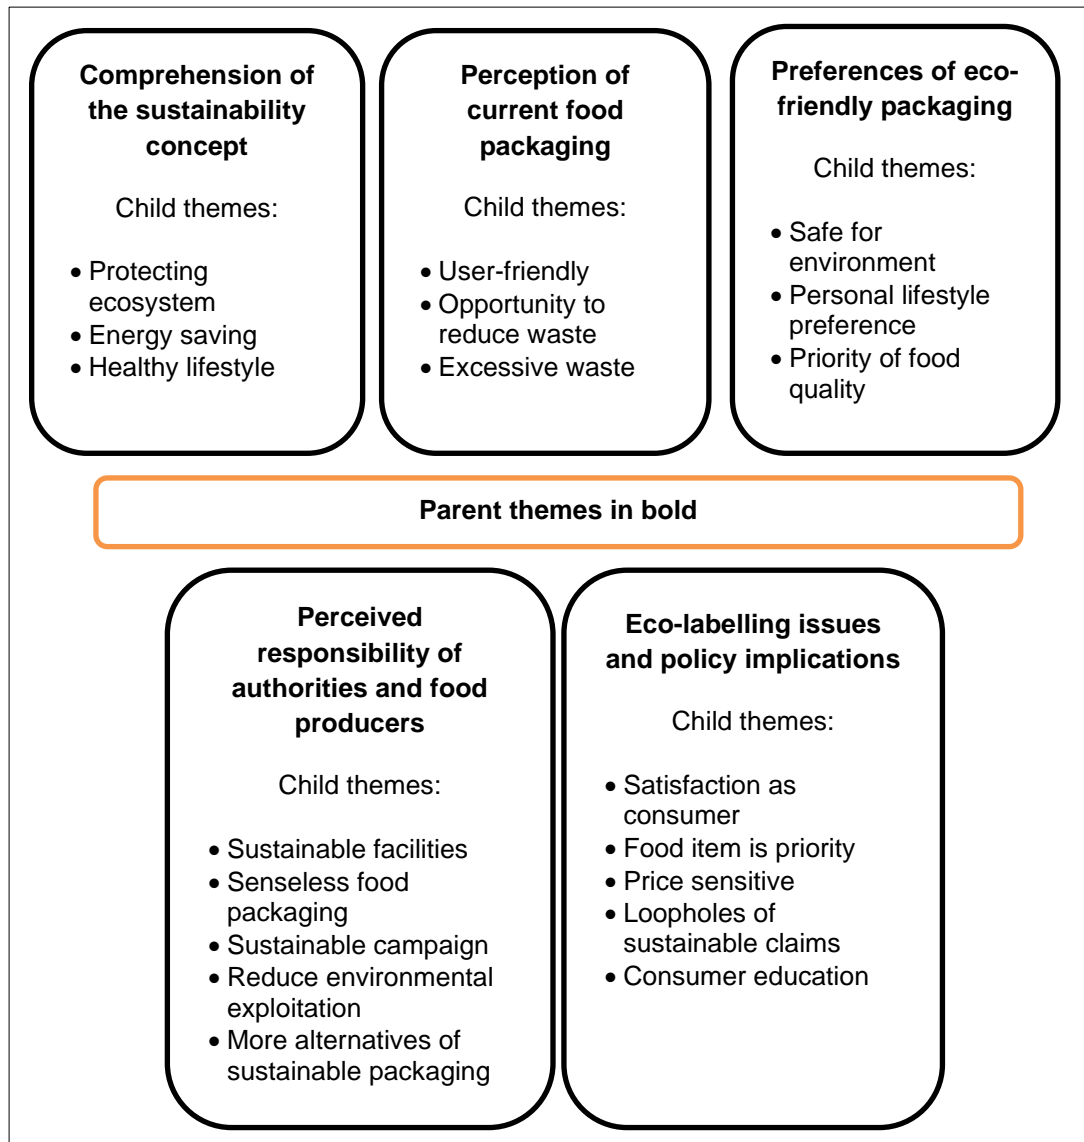 Comprehension of
the sustainability
concept
Child themes:
• Protecting
ecosystem
• Energy saving
• Healthy lifestyle
Perception of
current food
packaging
Child themes:
• User-friendly
• Opportunity to
reduce waste
• Excessive waste
Preferences of eco-
friendly packaging
Child themes:
• Safe for
environment
• Personal lifestyle
preference
• Priority of food
quality
Parent themes in bold
Perceived
responsibility of
authorities and food
producers
Child themes:
• Sustainable facilities
• Senseless food
packaging
• Sustainable campaign
• Reduce environmental
exploitation
• More alternatives of
sustainable packaging
Eco-labelling issues
and policy implications
Child themes:
• Satisfaction as
consumer
• Food item is priority
• Price sensitive
• Loopholes of
sustainable claims
• Consumer education